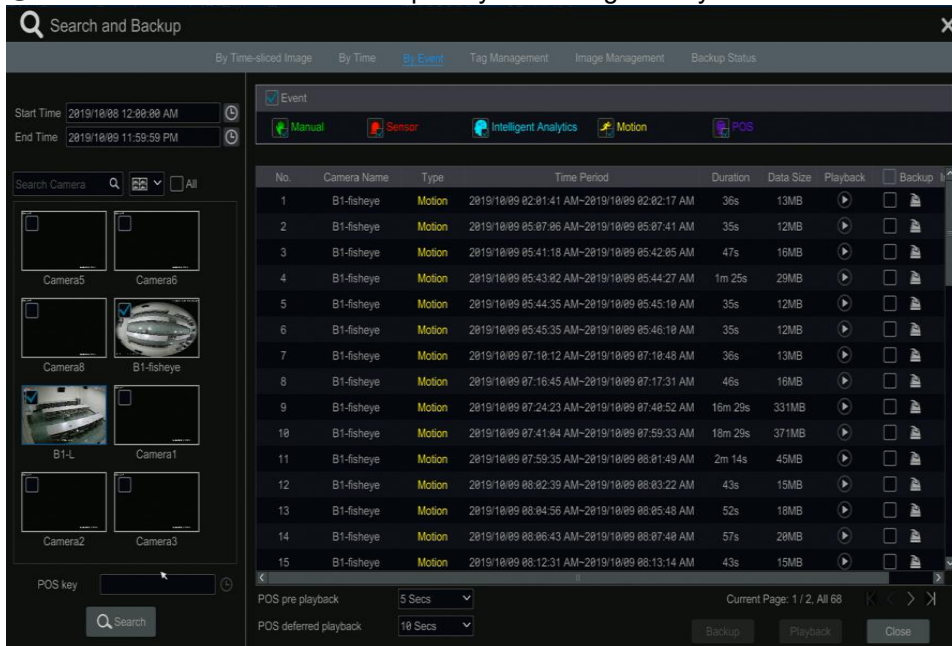 Search and Backup
By Time-sliced Image By Time By Event Tag Management Image Management Backup Status
Start Time 2019/10/08 12:00:00 AM
End Time 2019/10/09 11:59:59 PM
Search Camera All
Camera5 Camera6
Camera8 B1-fisheye
B1-L Camera1
Camera2 Camera3
POS key
Search
Event
Manual Sensor Intelligent Analytics Motion POS
No. Camera Name Type Time Period Duration Data Size Playback Backup
1 B1-fisheye Motion 2019/10/09 02:01:41 AM~2019/10/09 02:02:17 AM 36s 13MB
2 B1-fisheye Motion 2019/10/09 05:07:06 AM~2019/10/09 05:07:41 AM 35s 12MB
3 B1-fisheye Motion 2019/10/09 05:41:18 AM~2019/10/09 05:42:05 AM 47s 16MB
4 B1-fisheye Motion 2019/10/09 05:43:02 AM~2019/10/09 05:44:27 AM 1m 25s 29MB
5 B1-fisheye Motion 2019/10/09 05:44:35 AM~2019/10/09 05:45:10 AM 35s 12MB
6 B1-fisheye Motion 2019/10/09 05:45:35 AM~2019/10/09 05:46:10 AM 35s 12MB
7 B1-fisheye Motion 2019/10/09 07:10:12 AM~2019/10/09 07:10:48 AM 36s 13MB
8 B1-fisheye Motion 2019/10/09 07:16:45 AM~2019/10/09 07:17:31 AM 46s 16MB
9 B1-fisheye Motion 2019/10/09 07:24:23 AM~2019/10/09 07:40:52 AM 16m 29s 331MB
10 B1-fisheye Motion 2019/10/09 07:41:04 AM~2019/10/09 07:59:33 AM 18m 29s 371MB
11 B1-fisheye Motion 2019/10/09 07:59:35 AM~2019/10/09 08:01:49 AM 2m 14s 45MB
12 B1-fisheye Motion 2019/10/09 08:02:39 AM~2019/10/09 08:03:22 AM 43s 15MB
13 B1-fisheye Motion 2019/10/09 08:04:56 AM~2019/10/09 08:05:48 AM 52s 18MB
14 B1-fisheye Motion 2019/10/09 08:06:43 AM~2019/10/09 08:07:40 AM 57s 20MB
15 B1-fisheye Motion 2019/10/09 08:12:31 AM~2019/10/09 08:13:14 AM 43s 15MB
POS pre playback 5 Secs Current Page: 1 / 2, All 68
POS deferred playback 10 Secs
Backup Playback Close